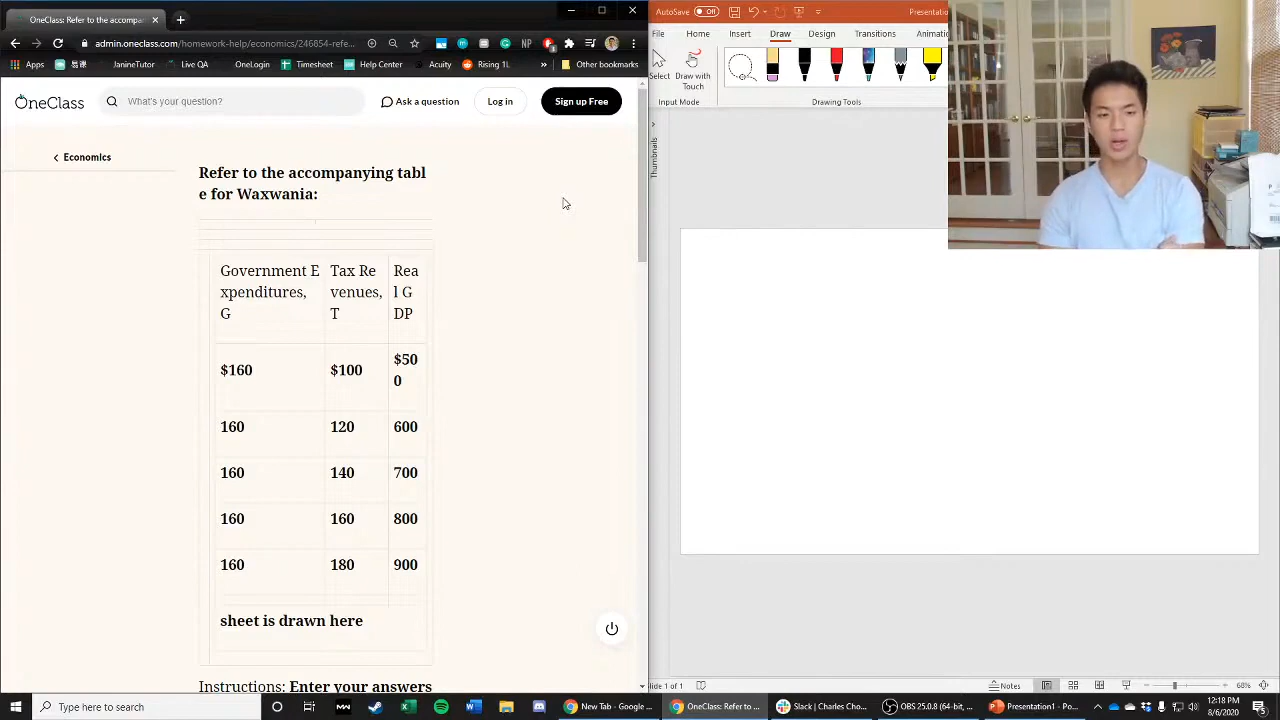 OneClass: Refer to the accompa
AutoSave Off
Presentatio
admin.oneclass.com/homework-help/economics/246854-refe...
File Home Insert Draw Design Transitions Animatio
Apps
JanineTutor
Live QA
eLogin
Timesheet
Help Center
Acuity
Rising 1L
Other bookmarks
Select
Draw with Touch
Input Mode
Drawing Tools
OneClass
What's your question?
Ask a question
Log in
Sign up Free
Thumbnails
Economics
Refer to the accompanying tabl
e for Waxwania:
Government E
xpenditures,
G
Tax Re
venues,
T
Rea
l G
DP
$160 $100 $50
0
160 120 600
160 140 700
160 160 800
160 180 900
sheet is drawn here
Instructions: Enter your answers
Slide 1 of 1
Notes
68%
Type here to search
New Tab - Google ...
OneClass: Refer to ...
Slack | Charles Cho...
OBS 25.0.8 (64-bit, ...
Presentation1 - Po...
12:18 PM
8/6/2020